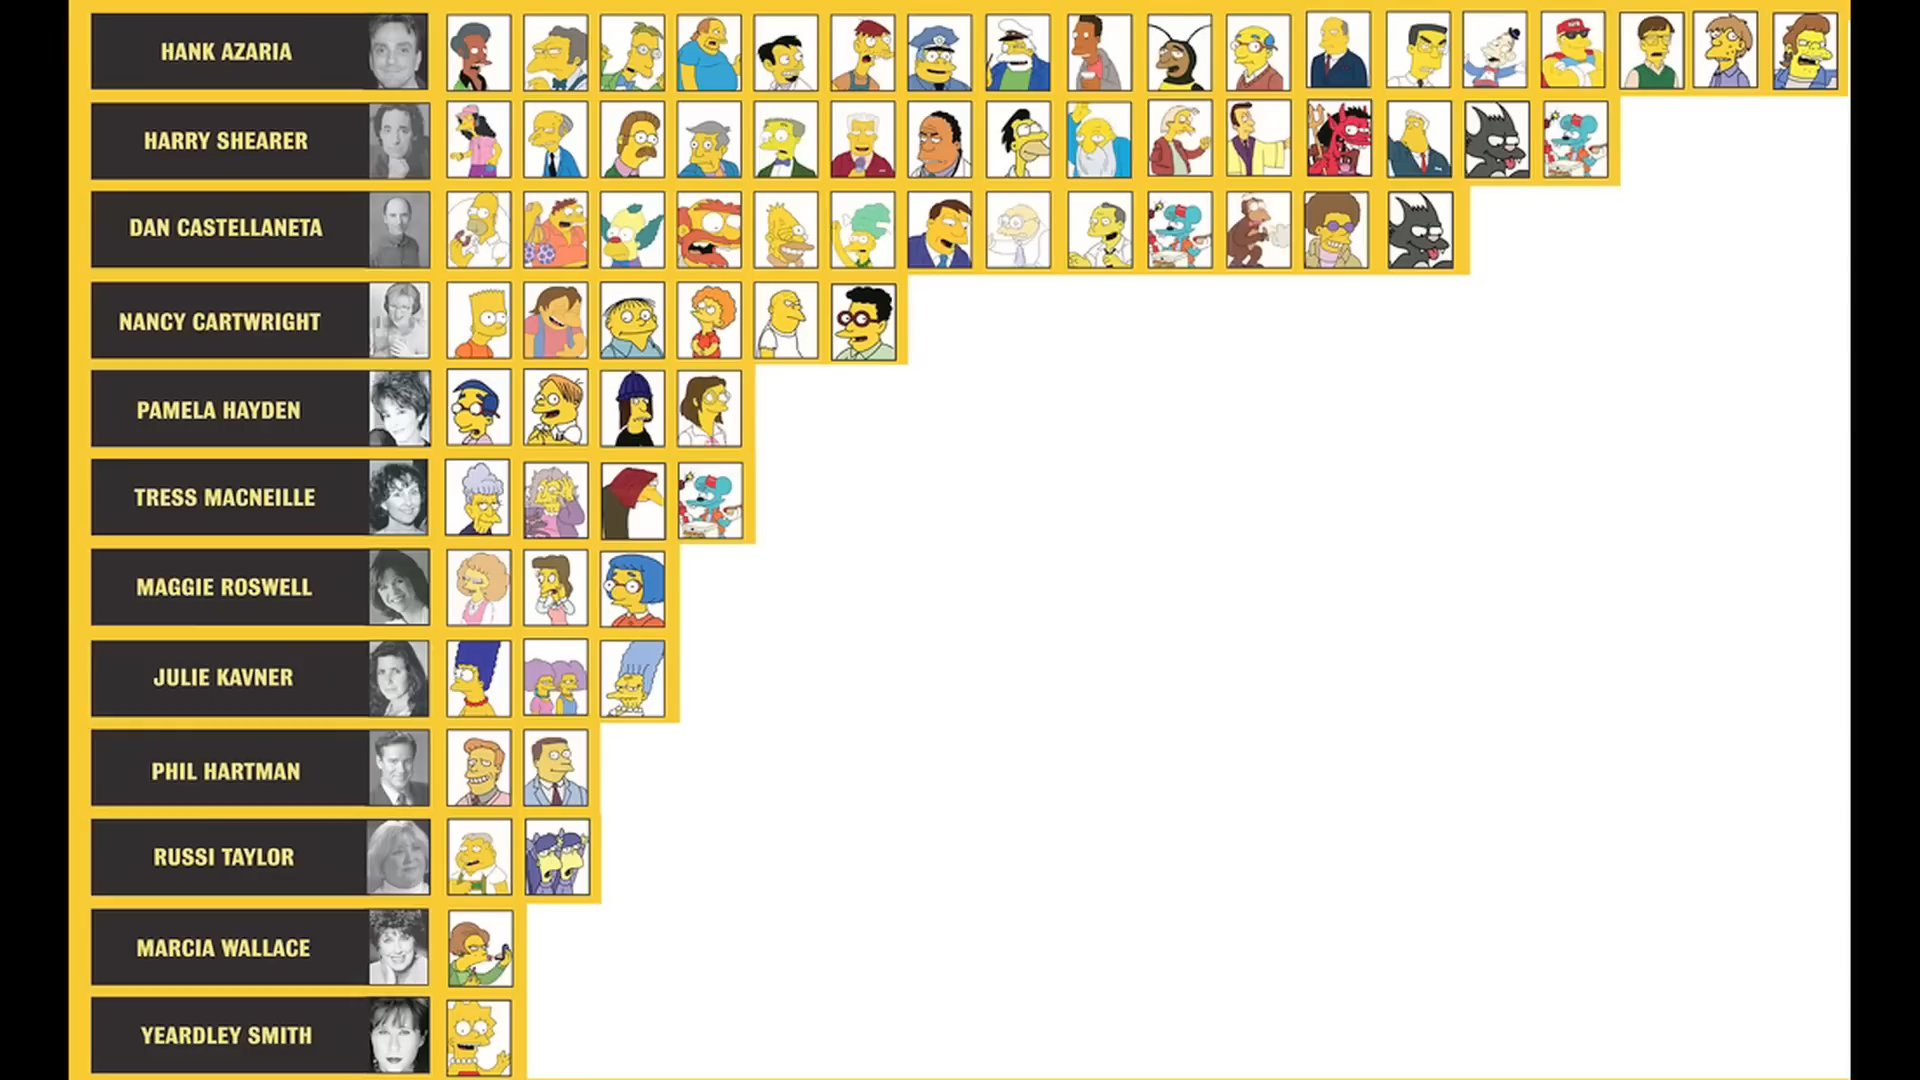 HANK AZARIA
HARRY SHEARER
DAN CASTELLANETA
NANCY CARTWRIGHT
PAMELA HAYDEN
TRESS MACNEILLE
MAGGIE ROSWELL
JULIE KAVNER
PHIL HARTMAN
RUSSI TAYLOR
MARCIA WALLACE
YEARDLEY SMITH